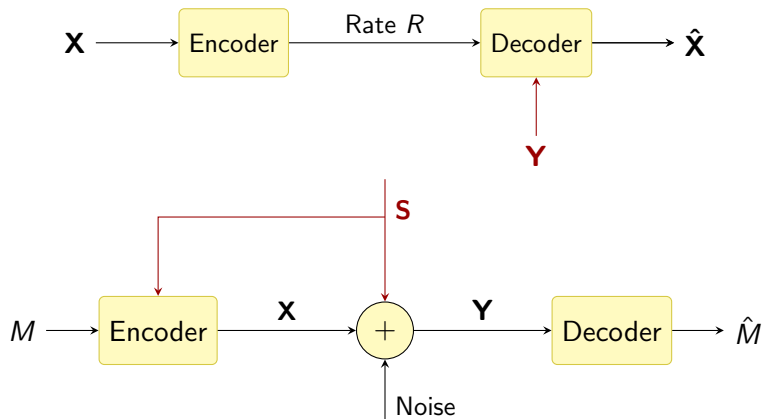 X Encoder Rate R Decoder X̂
Y
S
M Encoder X + Y Decoder M̂
Noise